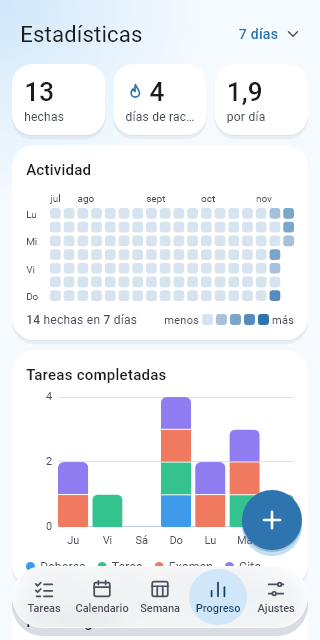 Estadísticas
7 días
13
hechas
4
días de rac...
1,9
por día
Actividad
jul ago sept oct nov
Lu
Mi
Vi
Do
14 hechas en 7 días
menos más
Tareas completadas
4
2
0
Ju Vi Sá Do Lu Ma
Tareas
Calendario
Semana
Progreso
Ajustes